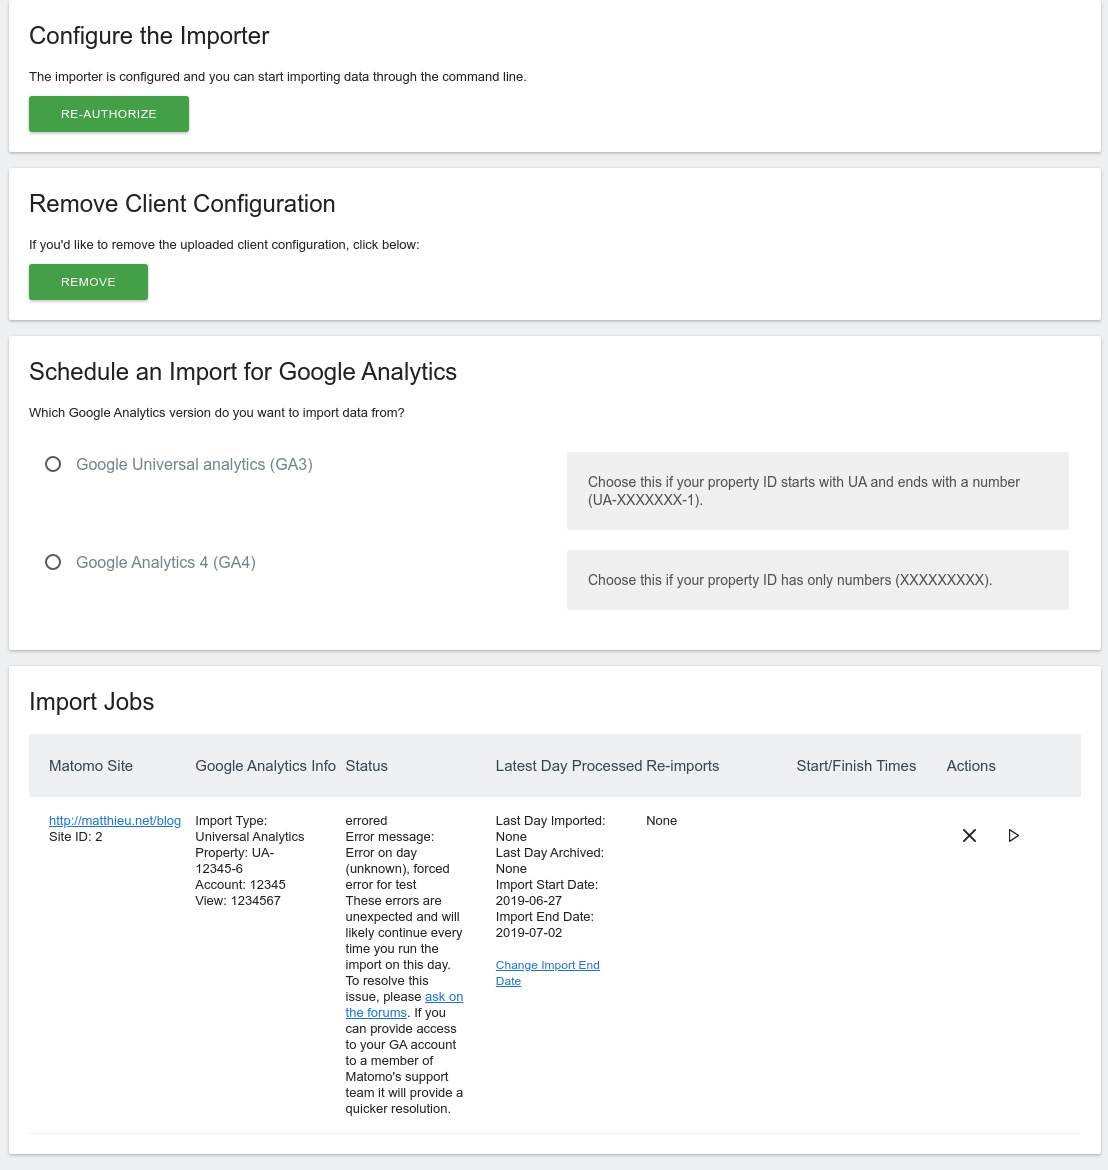 Configure the Importer
The importer is configured and you can start importing data through the command line.
RE-AUTHORIZE
Remove Client Configuration
If you'd like to remove the uploaded client configuration, click below:
REMOVE
Schedule an Import for Google Analytics
Which Google Analytics version do you want to import data from?
Google Universal analytics (GA3)
Choose this if your property ID starts with UA and ends with a number
(UA-XXXXXXX-1).
Google Analytics 4 (GA4)
Choose this if your property ID has only numbers (XXXXXXXXX).
Import Jobs
Matomo Site Google Analytics Info Status Latest Day Processed Re-imports Start/Finish Times Actions
http://matthieu.net/blog
Site ID: 2
Import Type:
Universal Analytics
Property: UA-
12345-6
Account: 12345
View: 1234567
errored
Error message:
Error on day
(unknown), forced
error for test
These errors are
unexpected and will
likely continue every
time you run the
import on this day.
To resolve this
issue, please ask on
the forums. If you
can provide access
to your GA account
to a member of
Matomo's support
team it will provide a
quicker resolution.
Last Day Imported:
None
Last Day Archived:
None
Import Start Date:
2019-06-27
Import End Date:
2019-07-02
Change Import End
Date
None